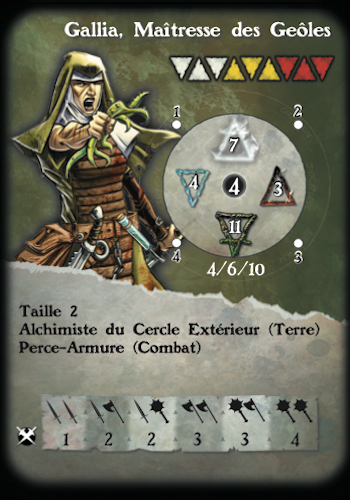 Gallia, Maîtresse des Geôles
1
2
7
4
4
3
11
4
3
4/6/10
Taille 2
Alchimiste du Cercle Extérieur (Terre)
Perce-Armure (Combat)
1 2 2 3 3 4